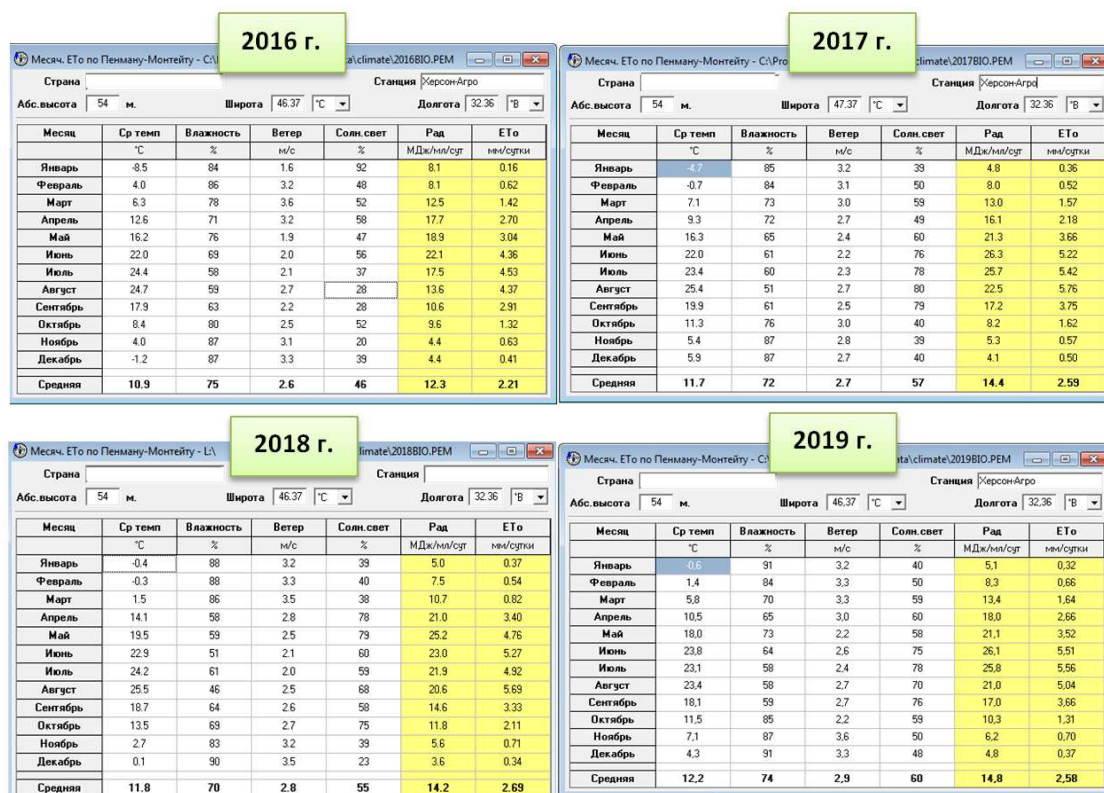 2016 г.
Месяч. ЕТо по Пенману-Монтейту - C:\ ta\climate\2016BIO.PEM
Страна Станция Херсон-Агро
Абс.высота 54 м. Широта 46.37 °С Долгота 32.36 °В
Месяц Ср темп Влажность Ветер Солн.свет Рад ЕТо
°C % м/с % МДж/мл/сут мм/сутки
Январь -8.5 84 1.6 92 8.1 0.16
Февраль 4.0 86 3.2 48 8.1 0.62
Март 6.3 78 3.6 52 12.5 1.42
Апрель 12.6 71 3.2 58 17.7 2.70
Май 16.2 76 1.9 47 18.9 3.04
Июнь 22.0 69 2.0 56 22.1 4.36
Июль 24.4 58 2.1 37 17.5 4.53
Август 24.7 59 2.7 28 13.6 4.37
Сентябрь 17.9 63 2.2 28 10.6 2.91
Октябрь 8.4 80 2.5 52 9.6 1.32
Ноябрь 4.0 87 3.1 20 4.4 0.63
Декабрь -1.2 87 3.3 39 4.4 0.41
Средняя 10.9 75 2.6 46 12.3 2.21
2017 г.
Месяч. ЕТо по Пенману-Монтейту - C:\Pro climate\2017BIO.PEM
Страна Станция Херсон-Агро
Абс.высота 54 м. Широта 47.37 °С Долгота 32.36 °В
Месяц Ср темп Влажность Ветер Солн.свет Рад ЕТо
°C % м/с % МДж/мл/сут мм/сутки
Январь -4.7 85 3.2 39 4.8 0.36
Февраль -0.7 84 3.1 50 8.0 0.52
Март 7.1 73 3.0 59 13.0 1.57
Апрель 9.3 72 2.7 49 16.1 2.18
Май 16.3 65 2.4 60 21.3 3.66
Июнь 22.0 61 2.2 76 26.3 5.22
Июль 23.4 60 2.3 78 25.7 5.42
Август 25.4 51 2.7 80 22.5 5.76
Сентябрь 19.9 61 2.5 79 17.2 3.75
Октябрь 11.3 76 3.0 40 8.2 1.62
Ноябрь 5.4 87 2.8 39 5.3 0.57
Декабрь 5.9 87 2.7 40 4.1 0.50
Средняя 11.7 72 2.7 57 14.4 2.59
2018 г.
Месяч. ЕТо по Пенману-Монтейту - L:\ limate\2018BIO.PEM
Страна Станция
Абс.высота 54 м. Широта 46.37 °С Долгота 32.36 °В
Месяц Ср темп Влажность Ветер Солн.свет Рад ЕТо
°C % м/с % МДж/мл/сут мм/сутки
Январь -0.4 88 3.2 39 5.0 0.37
Февраль -0.3 88 3.3 40 7.5 0.54
Март 1.5 86 3.5 38 10.7 0.82
Апрель 14.1 58 2.8 78 21.0 3.40
Май 19.5 59 2.5 79 25.2 4.76
Июнь 22.9 51 2.1 60 23.0 5.27
Июль 24.2 61 2.0 59 21.9 4.92
Август 25.5 46 2.5 68 20.6 5.69
Сентябрь 18.7 64 2.6 58 14.6 3.33
Октябрь 13.5 69 2.7 75 11.8 2.11
Ноябрь 2.7 83 3.2 39 5.6 0.71
Декабрь 0.1 90 3.5 23 3.6 0.34
Средняя 11.8 70 2.8 55 14.2 2.69
2019 г.
Месяч. ЕТо по Пенману-Монтейту - C:\ ata\climate\2019BIO.PEM
Страна Станция Херсон-Агро
Абс.высота 54 м. Широта 46,37 °С Долгота 32,36 °В
Месяц Ср темп Влажность Ветер Солн.свет Рад ЕТо
°C % м/с % МДж/мл/сут мм/сутки
Январь -0,6 91 3,2 40 5,1 0,32
Февраль 1,4 84 3,3 50 8,3 0,66
Март 5,8 70 3,3 59 13,4 1,64
Апрель 10,5 65 3,0 60 18,0 2,66
Май 18,0 73 2,2 58 21,1 3,52
Июнь 23,8 64 2,6 75 26,1 5,51
Июль 23,1 58 2,4 78 25,8 5,56
Август 23,4 58 2,7 70 21,0 5,04
Сентябрь 18,1 59 2,7 76 17,0 3,66
Октябрь 11,5 85 2,2 59 10,3 1,31
Ноябрь 7,1 87 3,6 50 6,2 0,70
Декабрь 4,3 91 3,3 48 4,8 0,37
Средняя 12,2 74 2,9 60 14,8 2,58